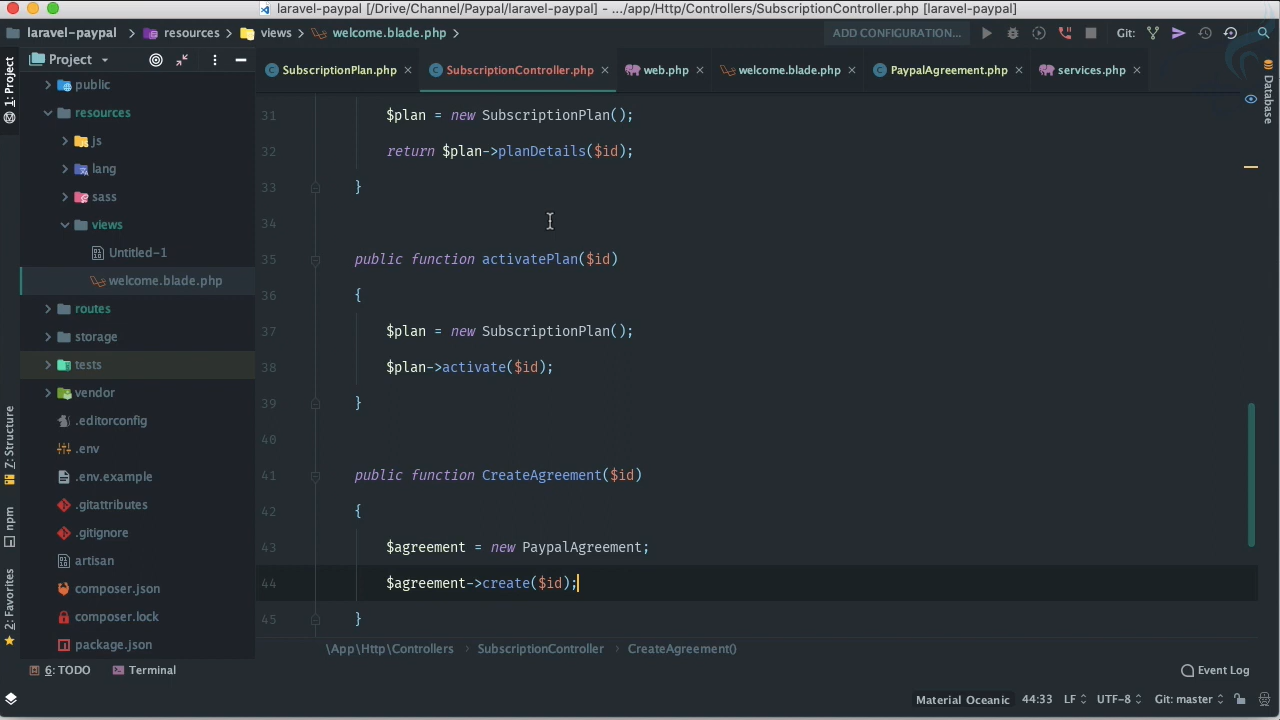 laravel-paypal [/Drive/Channel/Paypal/laravel-paypal] - .../app/Http/Controllers/SubscriptionController.php [laravel-paypal]
laravel-paypal > resources > views > welcome.blade.php >
ADD CONFIGURATION...
Git:
1: Project
Project
SubscriptionPlan.php
SubscriptionController.php
web.php
welcome.blade.php
PaypalAgreement.php
services.php
Database
public
resources
js
lang
sass
views
Untitled-1
welcome.blade.php
routes
storage
tests
vendor
.editorconfig
.env
.env.example
.gitattributes
.gitignore
artisan
composer.json
composer.lock
package.json
Z: Structure
npm
2: Favorites
31 $plan = new SubscriptionPlan();
32 return $plan->planDetails($id);
33 }
34
35 public function activatePlan($id)
36 {
37 $plan = new SubscriptionPlan();
38 $plan->activate($id);
39 }
40
41 public function CreateAgreement($id)
42 {
43 $agreement = new PaypalAgreement;
44 $agreement->create($id);
45 }
\App\Http\Controllers > SubscriptionController > CreateAgreement()
6: TODO
Terminal
Event Log
Material Oceanic
44:33
LF
UTF-8
Git: master